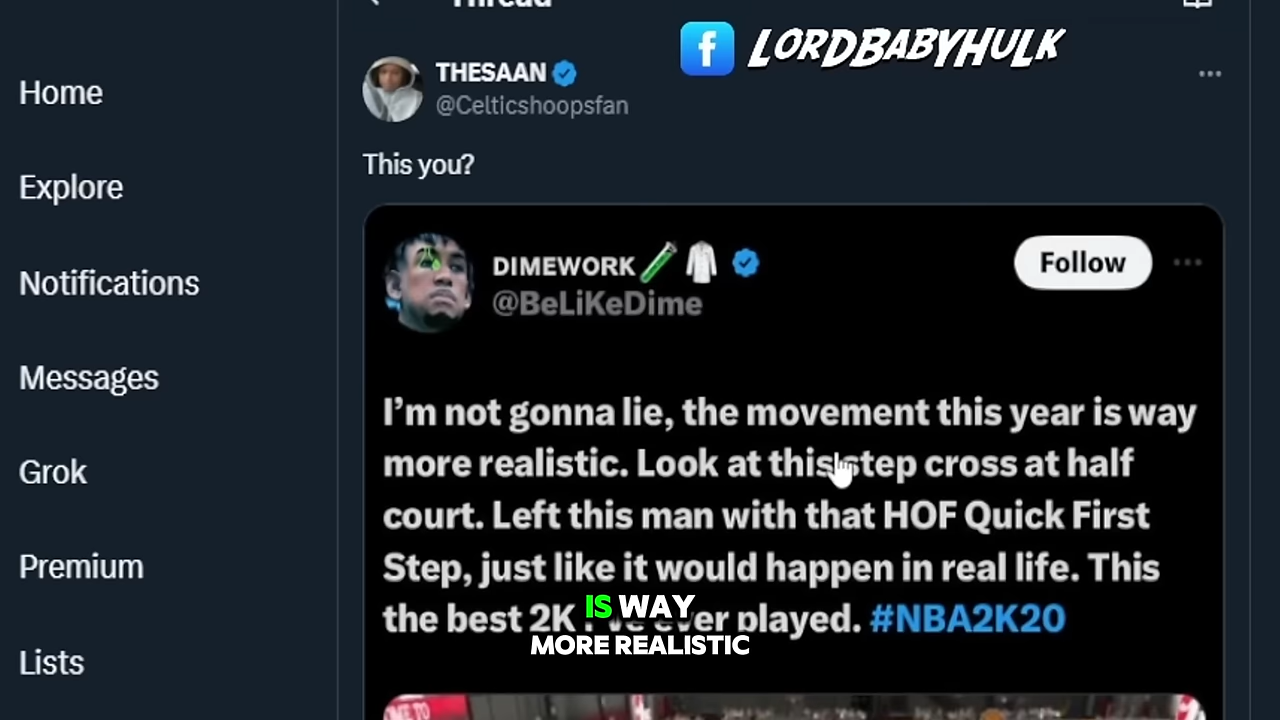 Thread
LORDBABYHULK
THESAAN
@Celticshoopsfan
This you?
Home
Explore
Notifications
Messages
Grok
Premium
Lists
DIMEWORK
@BeLiKeDime
Follow
I'm not gonna lie, the movement this year is way
more realistic. Look at this step cross at half
court. Left this man with that HOF Quick First
Step, just like it would happen in real life. This
the best 2K I've ever played. #NBA2K20
IS WAY
MORE REALISTIC